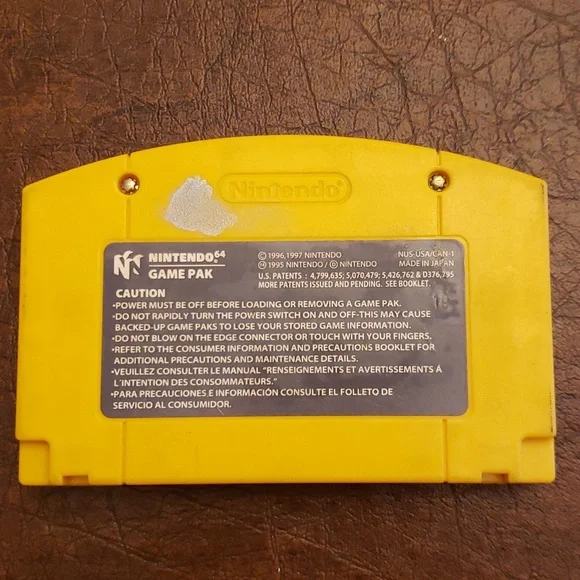 Nintendo®
NINTENDO64
GAME PAK
© 1996,1997 NINTENDO
Ⓜ 1995 NINTENDO / Ⓓ NINTENDO
NUS-USA/CAN-1
MADE IN JAPAN
U.S. PATENTS : 4,799,635; 5,070,479; 5,426,762 & D376,795
MORE PATENTS ISSUED AND PENDING. SEE BOOKLET.
CAUTION
•POWER MUST BE OFF BEFORE LOADING OR REMOVING A GAME PAK.
•DO NOT RAPIDLY TURN THE POWER SWITCH ON AND OFF-THIS MAY CAUSE
BACKED-UP GAME PAKS TO LOSE YOUR STORED GAME INFORMATION.
•DO NOT BLOW ON THE EDGE CONNECTOR OR TOUCH WITH YOUR FINGERS.
•REFER TO THE CONSUMER INFORMATION AND PRECAUTIONS BOOKLET FOR
ADDITIONAL PRECAUTIONS AND MAINTENANCE DETAILS.
•VEUILLEZ CONSULTER LE MANUEL "RENSEIGNEMENTS ET AVERTISSEMENTS À
L'INTENTION DES CONSOMMATEURS."
•PARA PRECAUCIONES E INFORMACIÓN CONSULTE EL FOLLETO DE
SERVICIO AL CONSUMIDOR.